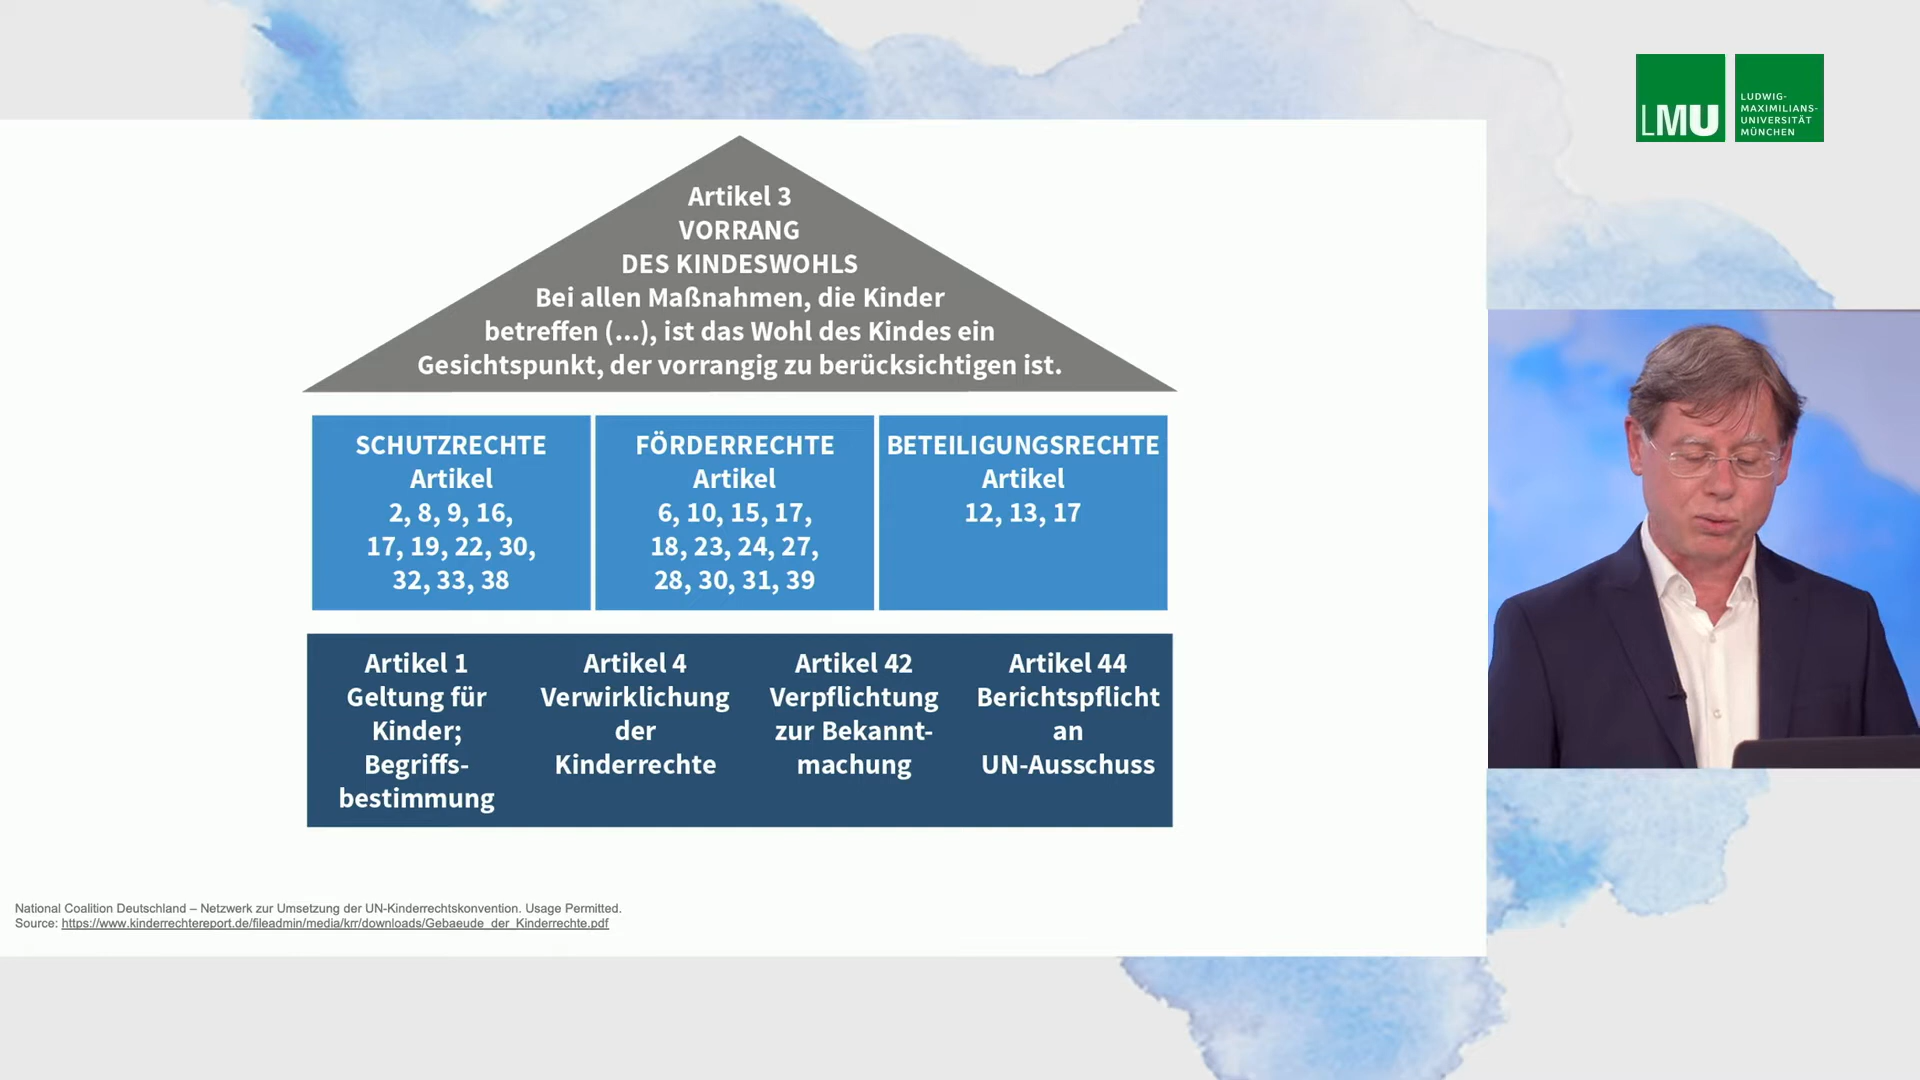 LMU
LUDWIG-
MAXIMILIANS-
UNIVERSITÄT
MÜNCHEN
Artikel 3
VORRANG
DES KINDESWOHLS
Bei allen Maßnahmen, die Kinder
betreffen (...), ist das Wohl des Kindes ein
Gesichtspunkt, der vorrangig zu berücksichtigen ist.
SCHUTZRECHTE
Artikel
2, 8, 9, 16,
17, 19, 22, 30,
32, 33, 38
FÖRDERRECHTE
Artikel
6, 10, 15, 17,
18, 23, 24, 27,
28, 30, 31, 39
BETEILIGUNGSRECHTE
Artikel
12, 13, 17
Artikel 1
Geltung für
Kinder;
Begriffs-
bestimmung
Artikel 4
Verwirklichung
der
Kinderrechte
Artikel 42
Verpflichtung
zur Bekannt-
machung
Artikel 44
Berichtspflicht
an
UN-Ausschuss
National Coalition Deutschland – Netzwerk zur Umsetzung der UN-Kinderrechtskonvention. Usage Permitted.
Source: https://www.kinderrechtereport.de/fileadmin/media/krr/downloads/Gebaeude_der_Kinderrechte.pdf